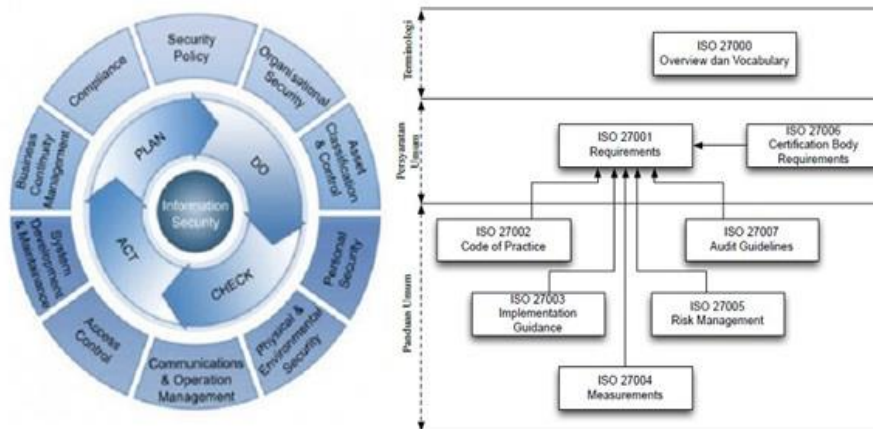 Security
Policy
Organisational
Security
Asset
Classification
& Control
Personal
Security
Physical &
Environmental
Security
Communications
& Operation
Management
Access
Control
System
Development
& Maintainance
Business
Continuity
Management
Compliance
PLAN
DO
CHECK
ACT
Information
Security
Terminologi
ISO 27000
Overview dan Vocabulary
Persyaratan
Umum
ISO 27001
Requirements
ISO 27006
Certification Body
Requirements
Panduan Umum
ISO 27002
Code of Practice
ISO 27007
Audit Guidelines
ISO 27003
Implementation
Guidance
ISO 27005
Risk Management
ISO 27004
Measurements